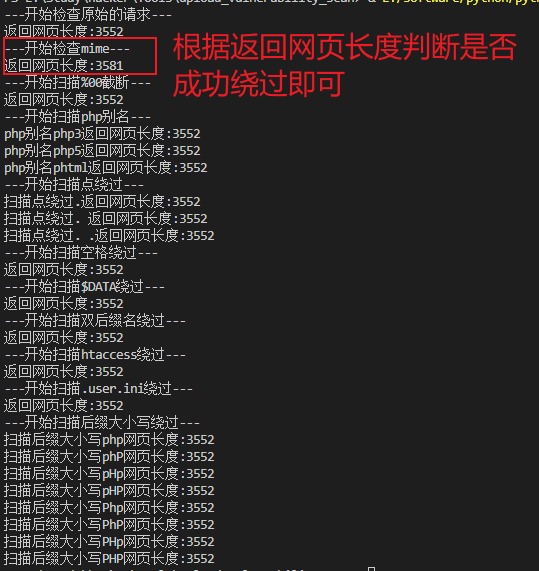 ---开始检查原始的请求---
返回网页长度:3552
---开始检查mime---
返回网页长度:3581
根据返回网页长度判断是否
成功绕过即可
---开始扫描%00截断---
返回网页长度:3552
---开始扫描php别名---
php别名php3返回网页长度:3552
php别名php5返回网页长度:3552
php别名phtml返回网页长度:3552
---开始扫描点绕过---
扫描点绕过.返回网页长度:3552
扫描点绕过. 返回网页长度:3552
扫描点绕过. .返回网页长度:3552
---开始扫描空格绕过---
返回网页长度:3552
---开始扫描$DATA绕过---
返回网页长度:3552
---开始扫描双后缀名绕过---
返回网页长度:3552
---开始扫描htaccess绕过---
返回网页长度:3552
---开始扫描.user.ini绕过---
返回网页长度:3552
---开始扫描后缀大小写绕过---
扫描后缀大小写php网页长度:3552
扫描后缀大小写phP网页长度:3552
扫描后缀大小写pHp网页长度:3552
扫描后缀大小写pHP网页长度:3552
扫描后缀大小写Php网页长度:3552
扫描后缀大小写PhP网页长度:3552
扫描后缀大小写PHp网页长度:3552
扫描后缀大小写PHP网页长度:3552